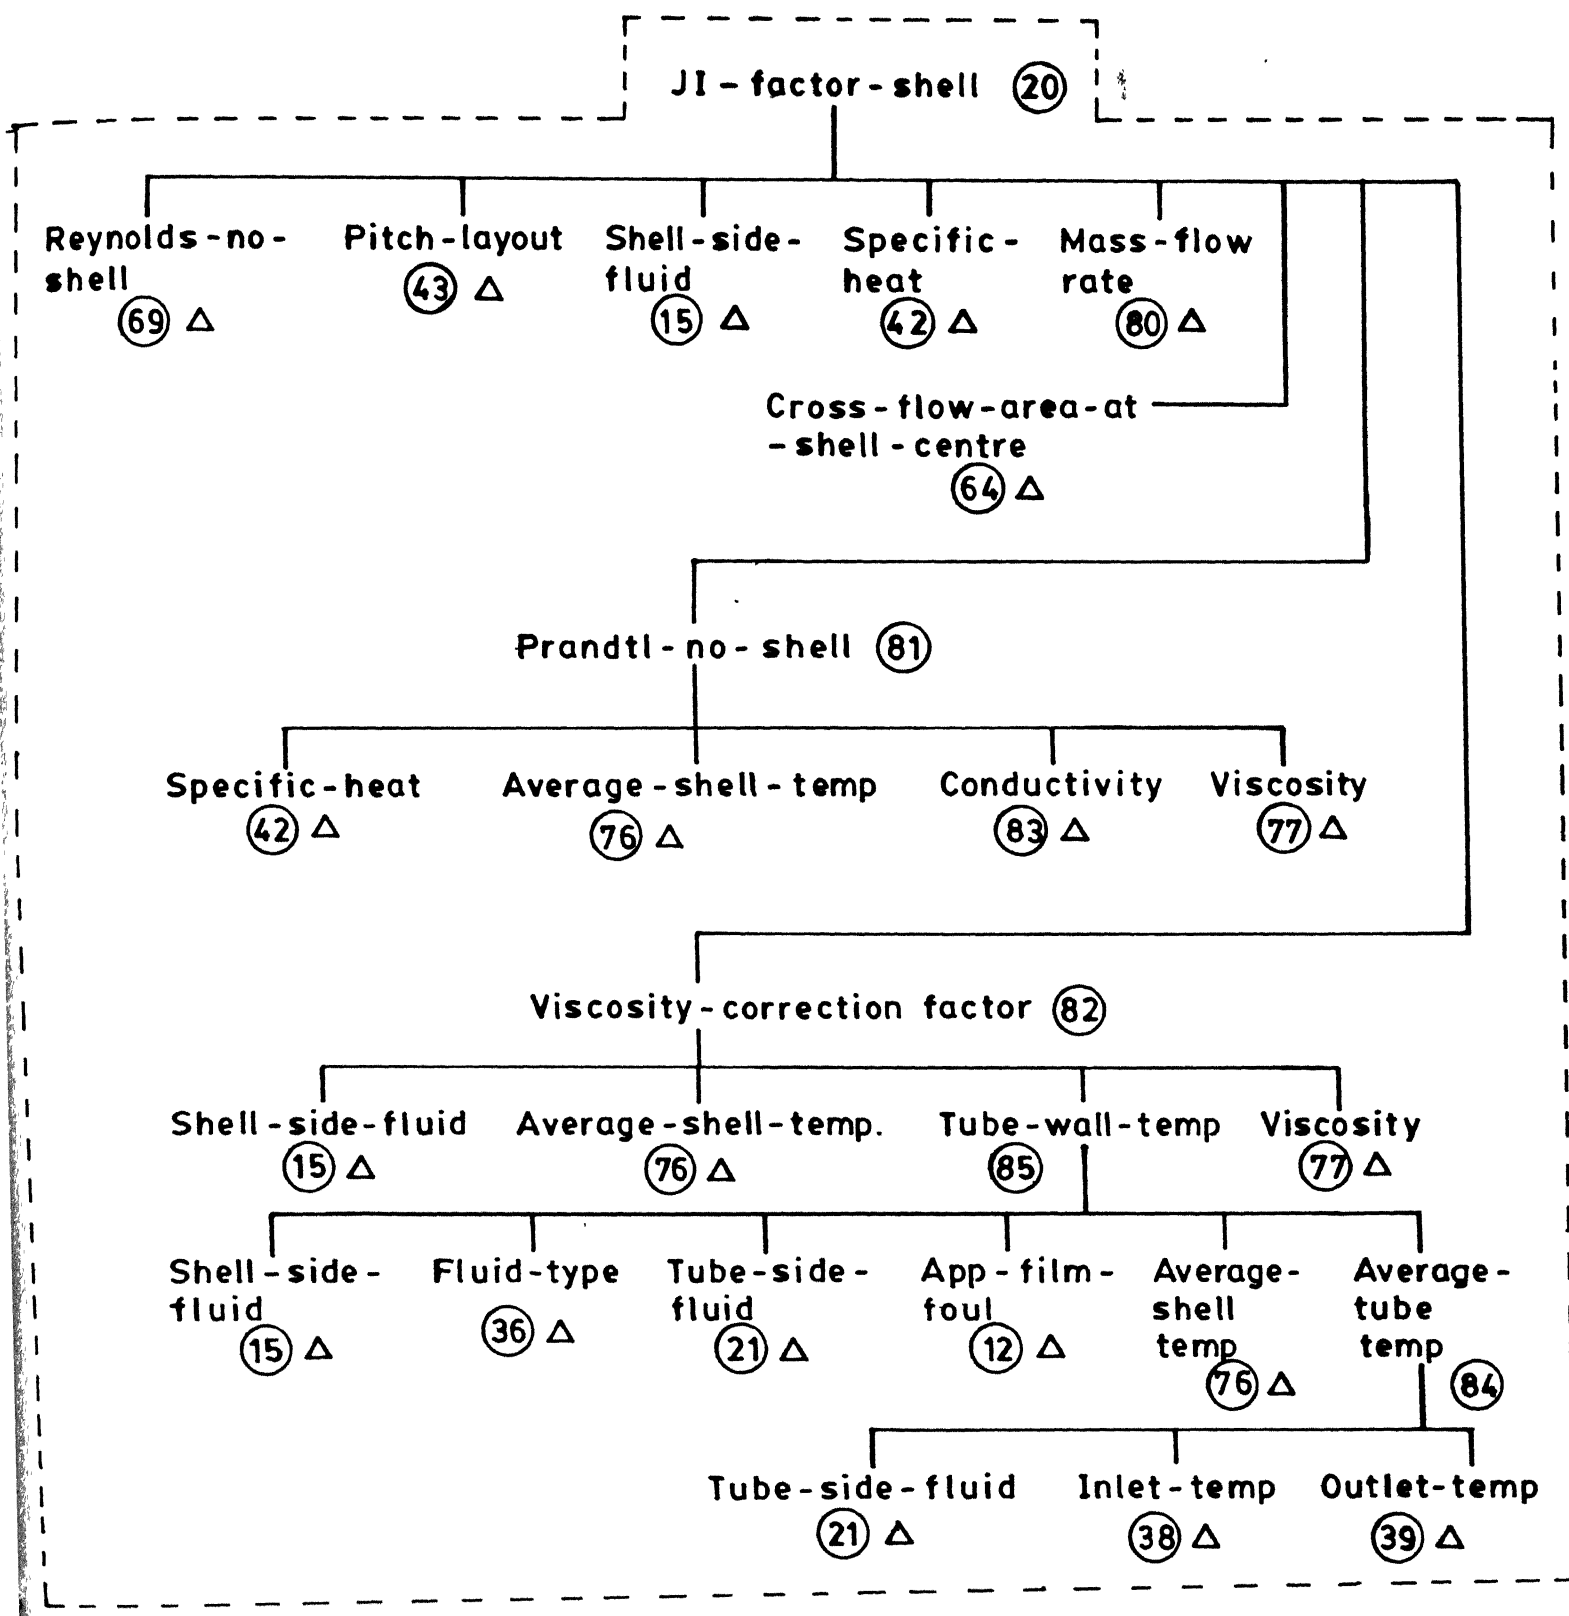 JI-factor-shell 20
Reynolds-no- Pitch-layout Shell-side- Specific- Mass-flow
shell 43 △ fluid heat rate
69 △ 15 △ 42 △ 80 △
Cross-flow-area-at
-shell-centre
64 △
Prandtl-no-shell 81
Specific-heat Average-shell-temp Conductivity Viscosity
42 △ 76 △ 83 △ 77 △
Viscosity-correction factor 82
Shell-side-fluid Average-shell-temp. Tube-wall-temp Viscosity
15 △ 76 △ 85 77 △
Shell-side- Fluid-type Tube-side- App-film- Average- Average-
fluid 36 △ fluid foul shell tube
15 △ 21 △ 12 △ temp temp
76 △ 84
Tube-side-fluid Inlet-temp Outlet-temp
21 △ 38 △ 39 △